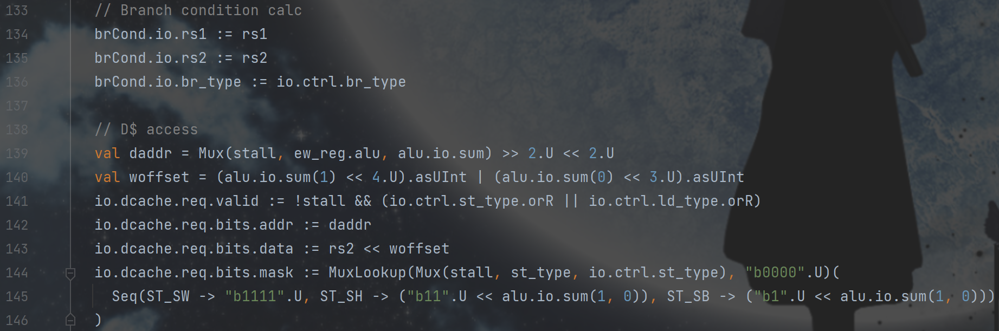 133 // Branch condition calc
134 brCond.io.rs1 := rs1
135 brCond.io.rs2 := rs2
136 brCond.io.br_type := io.ctrl.br_type
137
138 // D$ access
139 val daddr = Mux(stall, ew_reg.alu, alu.io.sum) >> 2.U << 2.U
140 val woffset = (alu.io.sum(1) << 4.U).asUInt | (alu.io.sum(0) << 3.U).asUInt
141 io.dcache.req.valid := !stall && (io.ctrl.st_type.orR || io.ctrl.ld_type.orR)
142 io.dcache.req.bits.addr := daddr
143 io.dcache.req.bits.data := rs2 << woffset
144 io.dcache.req.bits.mask := MuxLookup(Mux(stall, st_type, io.ctrl.st_type), "b0000".U)(
145 Seq(ST_SW -> "b1111".U, ST_SH -> ("b11".U << alu.io.sum(1, 0)), ST_SB -> ("b1".U << alu.io.sum(1, 0)))
146 )